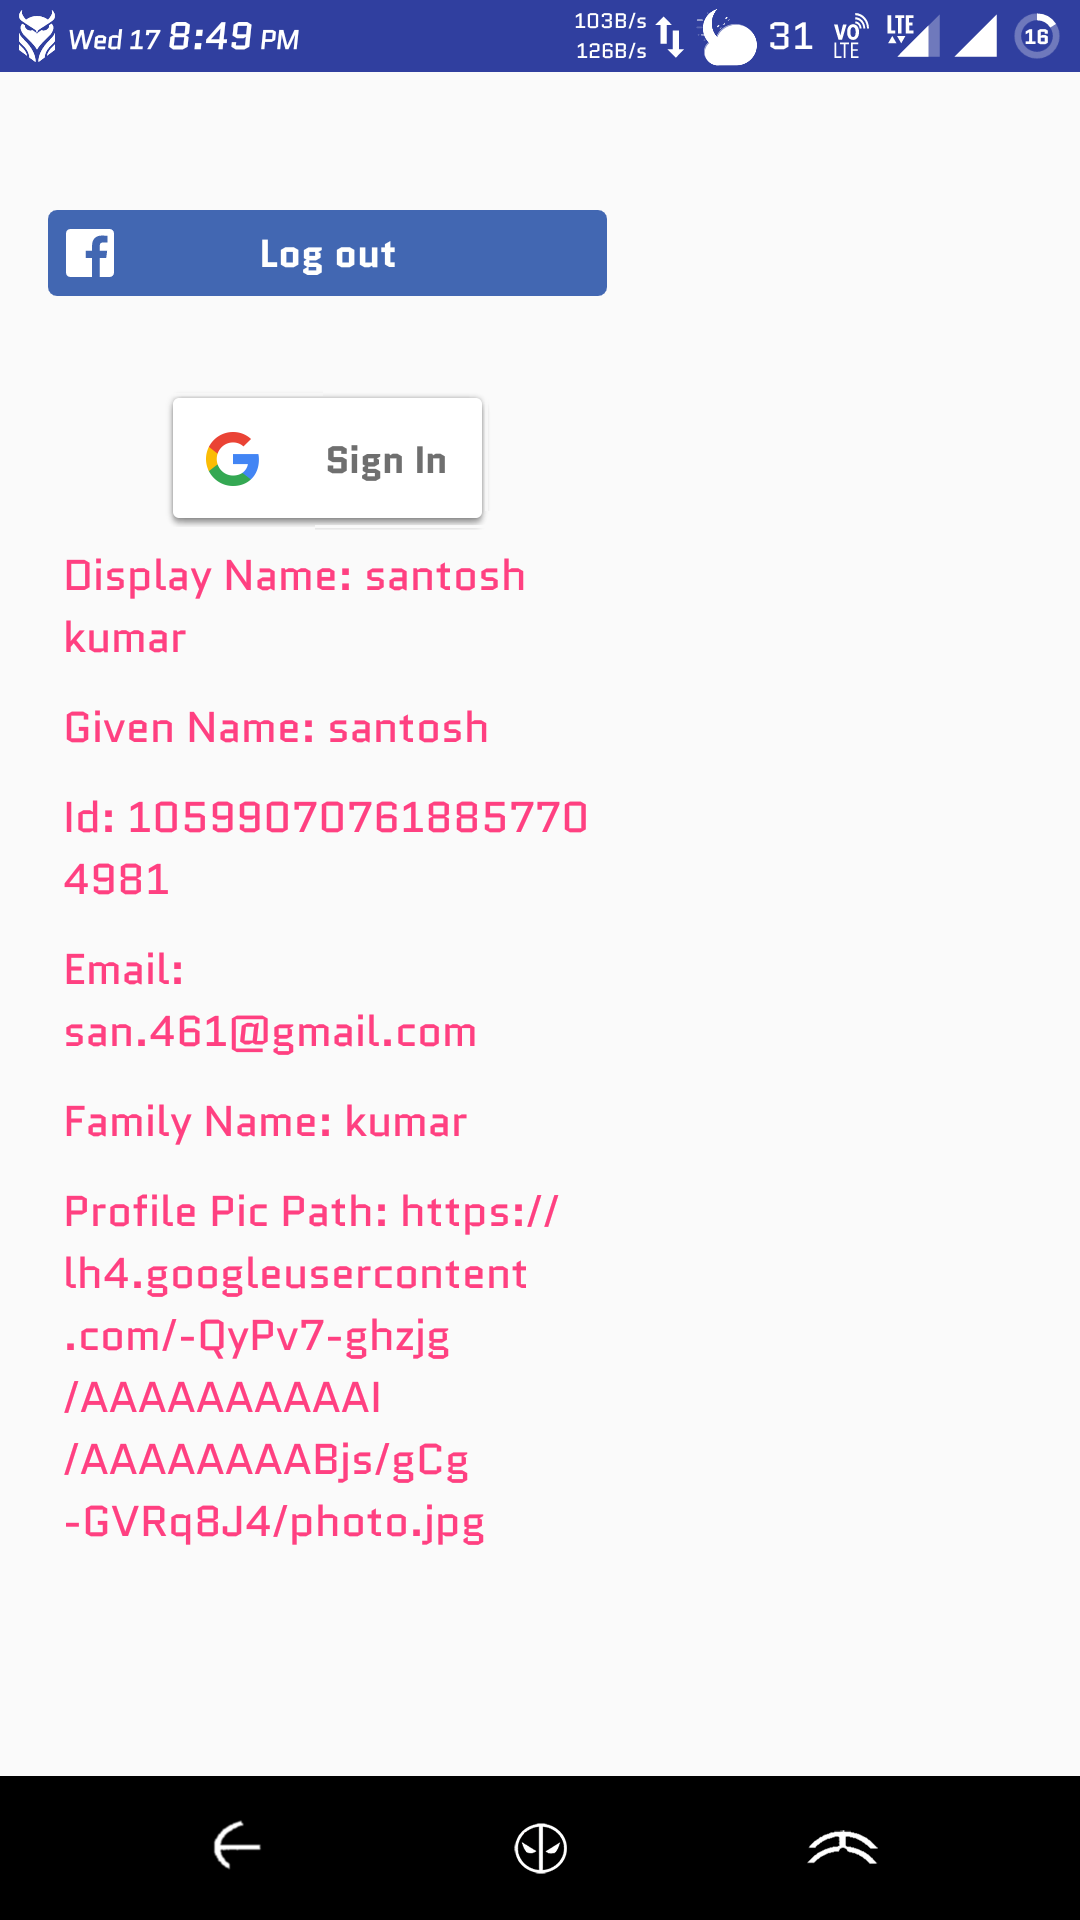 Wed 17 8:49 PM
103B/s
126B/s
31
VO LTE
LTE
16
Log out
Sign In
Display Name: santosh
kumar
Given Name: santosh
Id: 10599070761885770
4981
Email:
san.461@gmail.com
Family Name: kumar
Profile Pic Path: https://
lh4.googleusercontent
.com/-QyPv7-ghzjg
/AAAAAAAAAAI
/AAAAAAAABjs/gCg
-GVRq8J4/photo.jpg